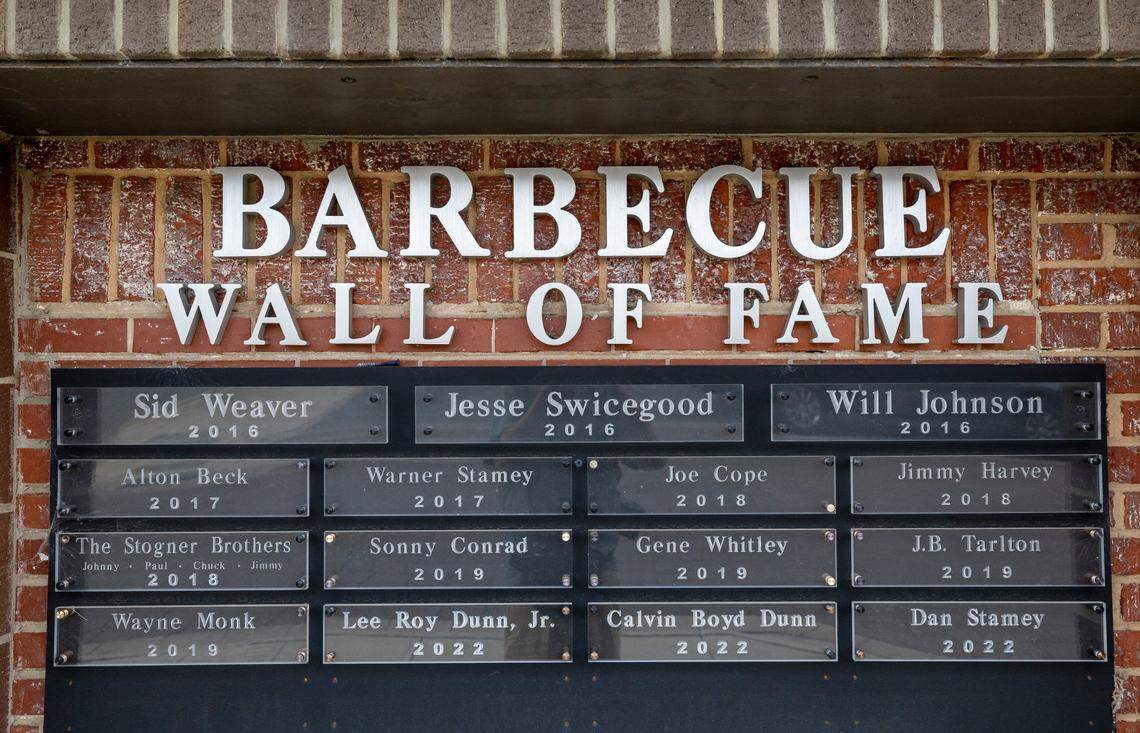 BARBECUE
WALL OF FAME
Sid Weaver
2016
Jesse Swicegood
2016
Will Johnson
2016
Alton Beck
2017
Warner Stamey
2017
Joe Cope
2018
Jimmy Harvey
2018
The Stogner Brothers
Johnny · Paul · Chuck · Jimmy
2018
Sonny Conrad
2019
Gene Whitley
2019
J.B. Tarlton
2019
Wayne Monk
2019
Lee Roy Dunn, Jr.
2022
Calvin Boyd Dunn
2022
Dan Stamey
2022